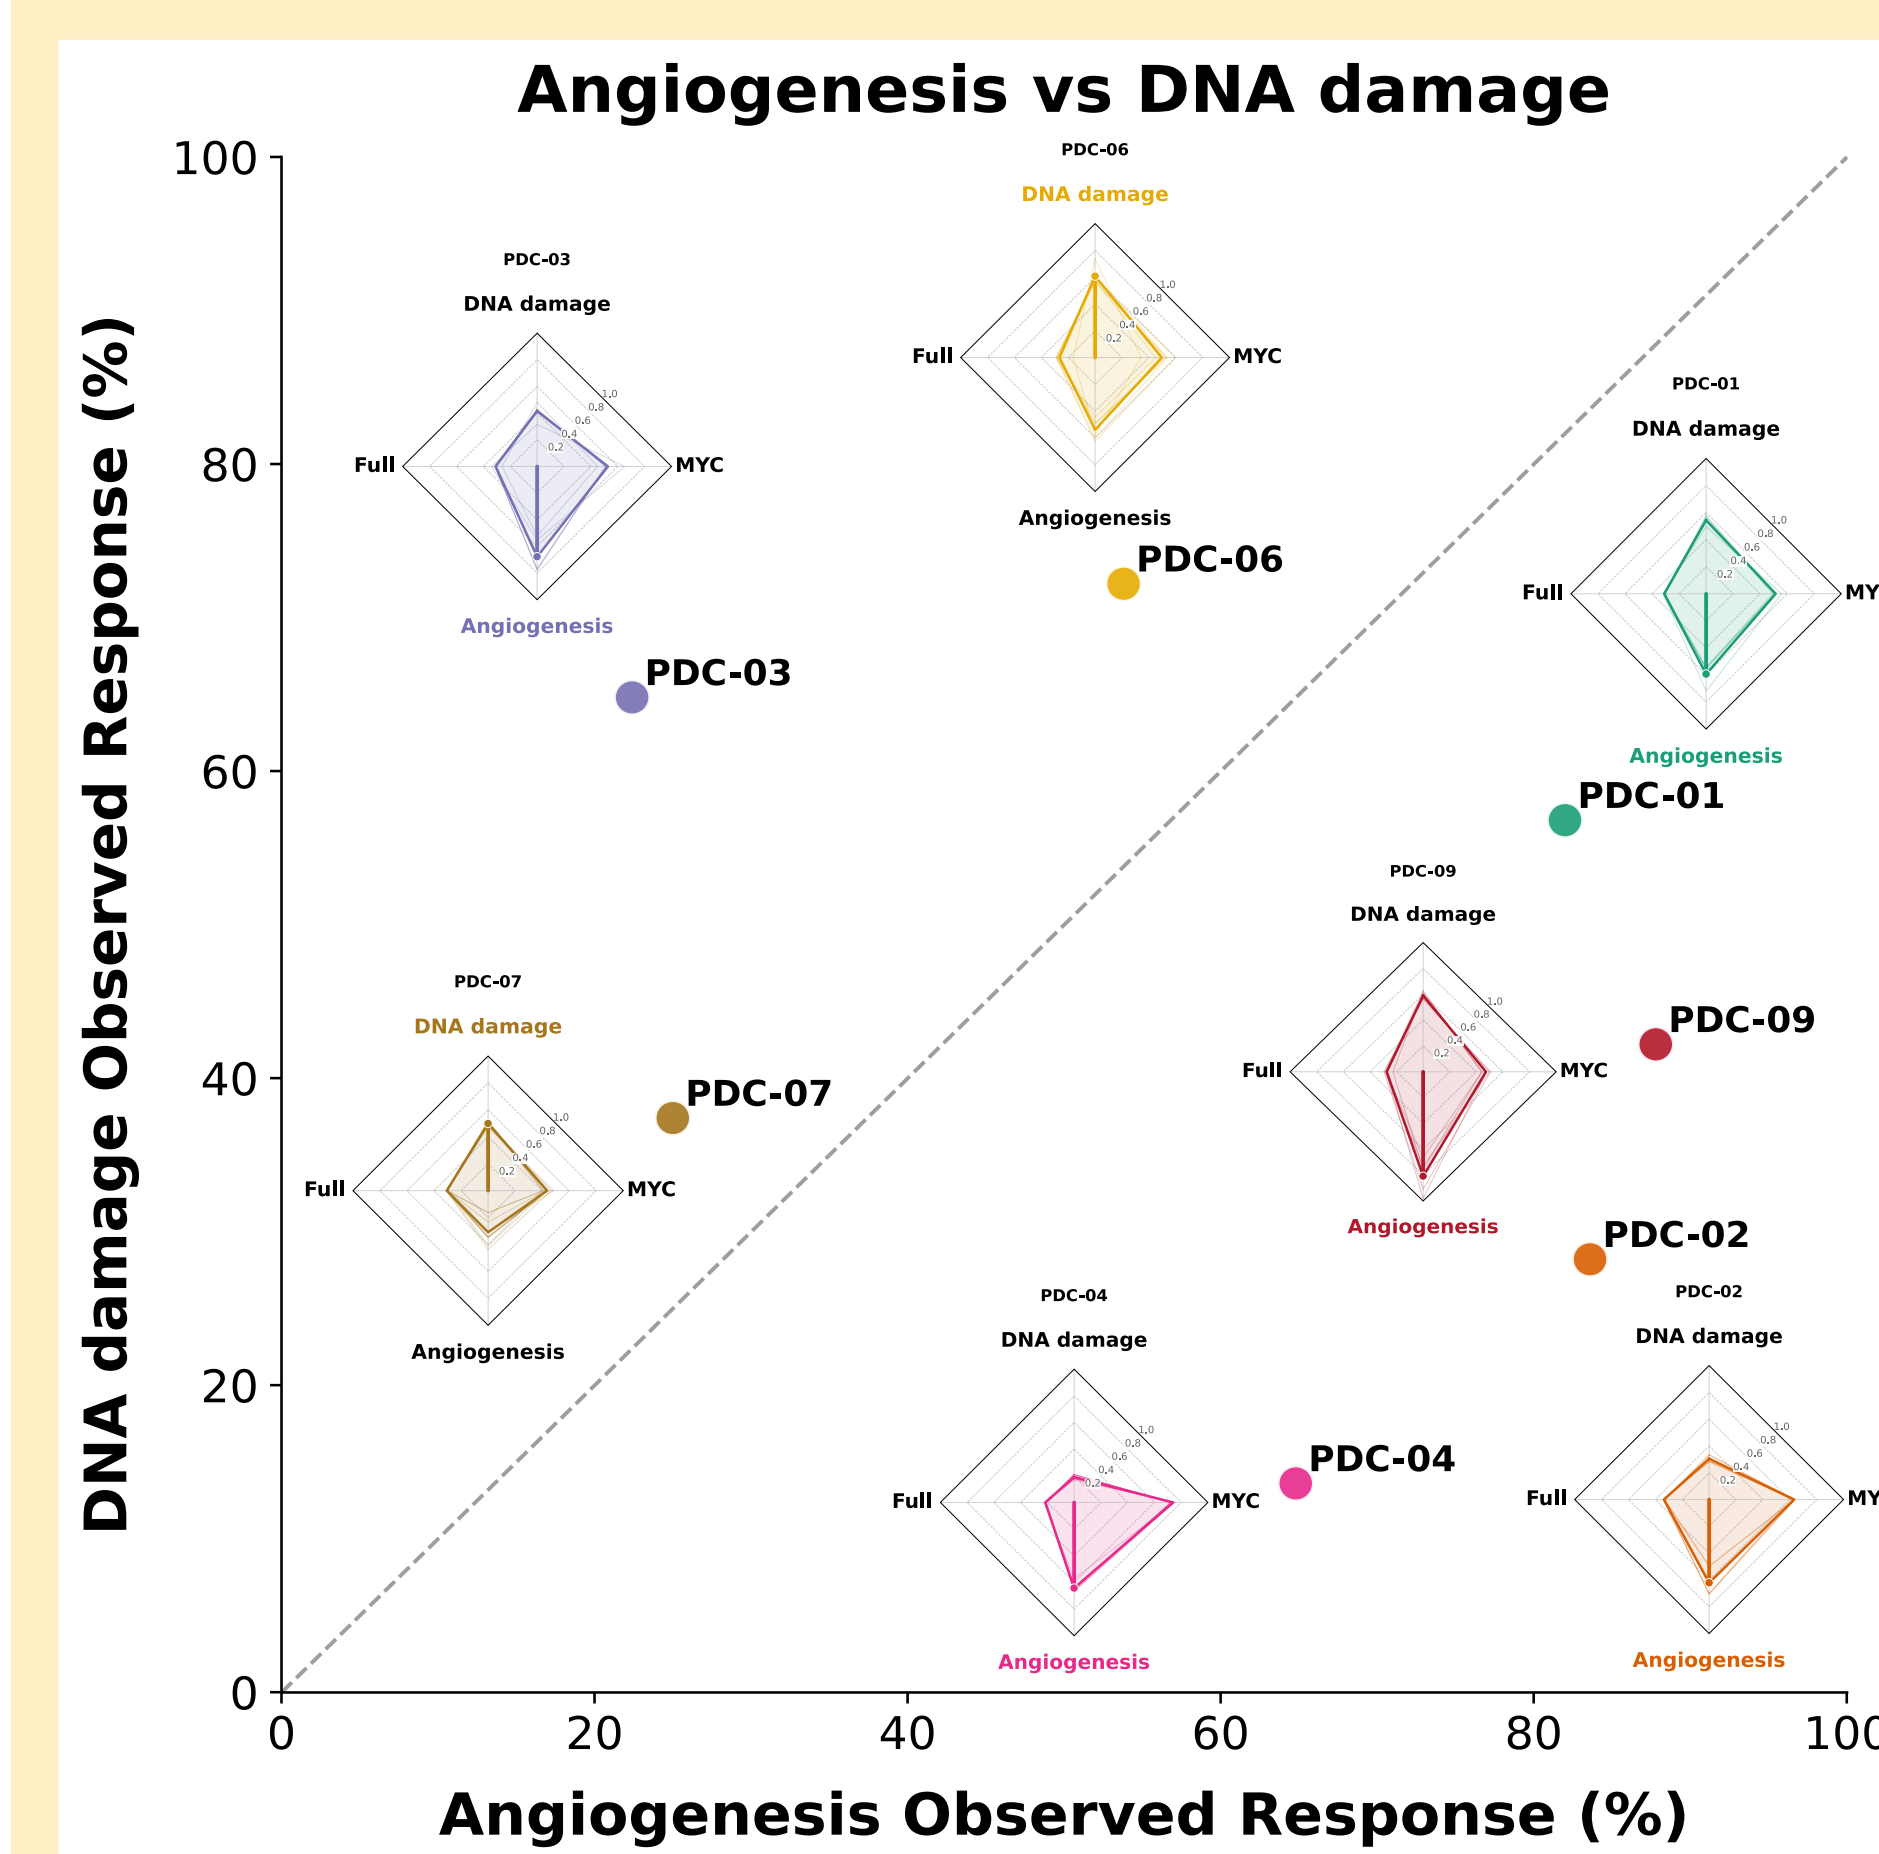 Angiogenesis vs DNA damage
DNA damage Observed Response (%)
100
80
60
40
20
0
PDC-06
DNA damage
1.0
0.8
0.6
0.4
0.2
Full
MYC
Angiogenesis
PDC-06
PDC-03
DNA damage
1.0
0.8
0.6
0.4
0.2
Full
MYC
Angiogenesis
PDC-03
PDC-01
DNA damage
1.0
0.8
0.6
0.4
0.2
Full
MY
Angiogenesis
PDC-01
PDC-09
DNA damage
1.0
0.8
0.6
0.4
0.2
Full
MYC
Angiogenesis
PDC-09
PDC-07
DNA damage
1.0
0.8
0.6
0.4
0.2
Full
MYC
Angiogenesis
PDC-07
PDC-02
PDC-02
DNA damage
1.0
0.8
0.6
0.4
0.2
Full
MY
Angiogenesis
PDC-04
DNA damage
1.0
0.8
0.6
0.4
0.2
Full
MYC
Angiogenesis
PDC-04
0
20
40
60
80
100
Angiogenesis Observed Response (%)